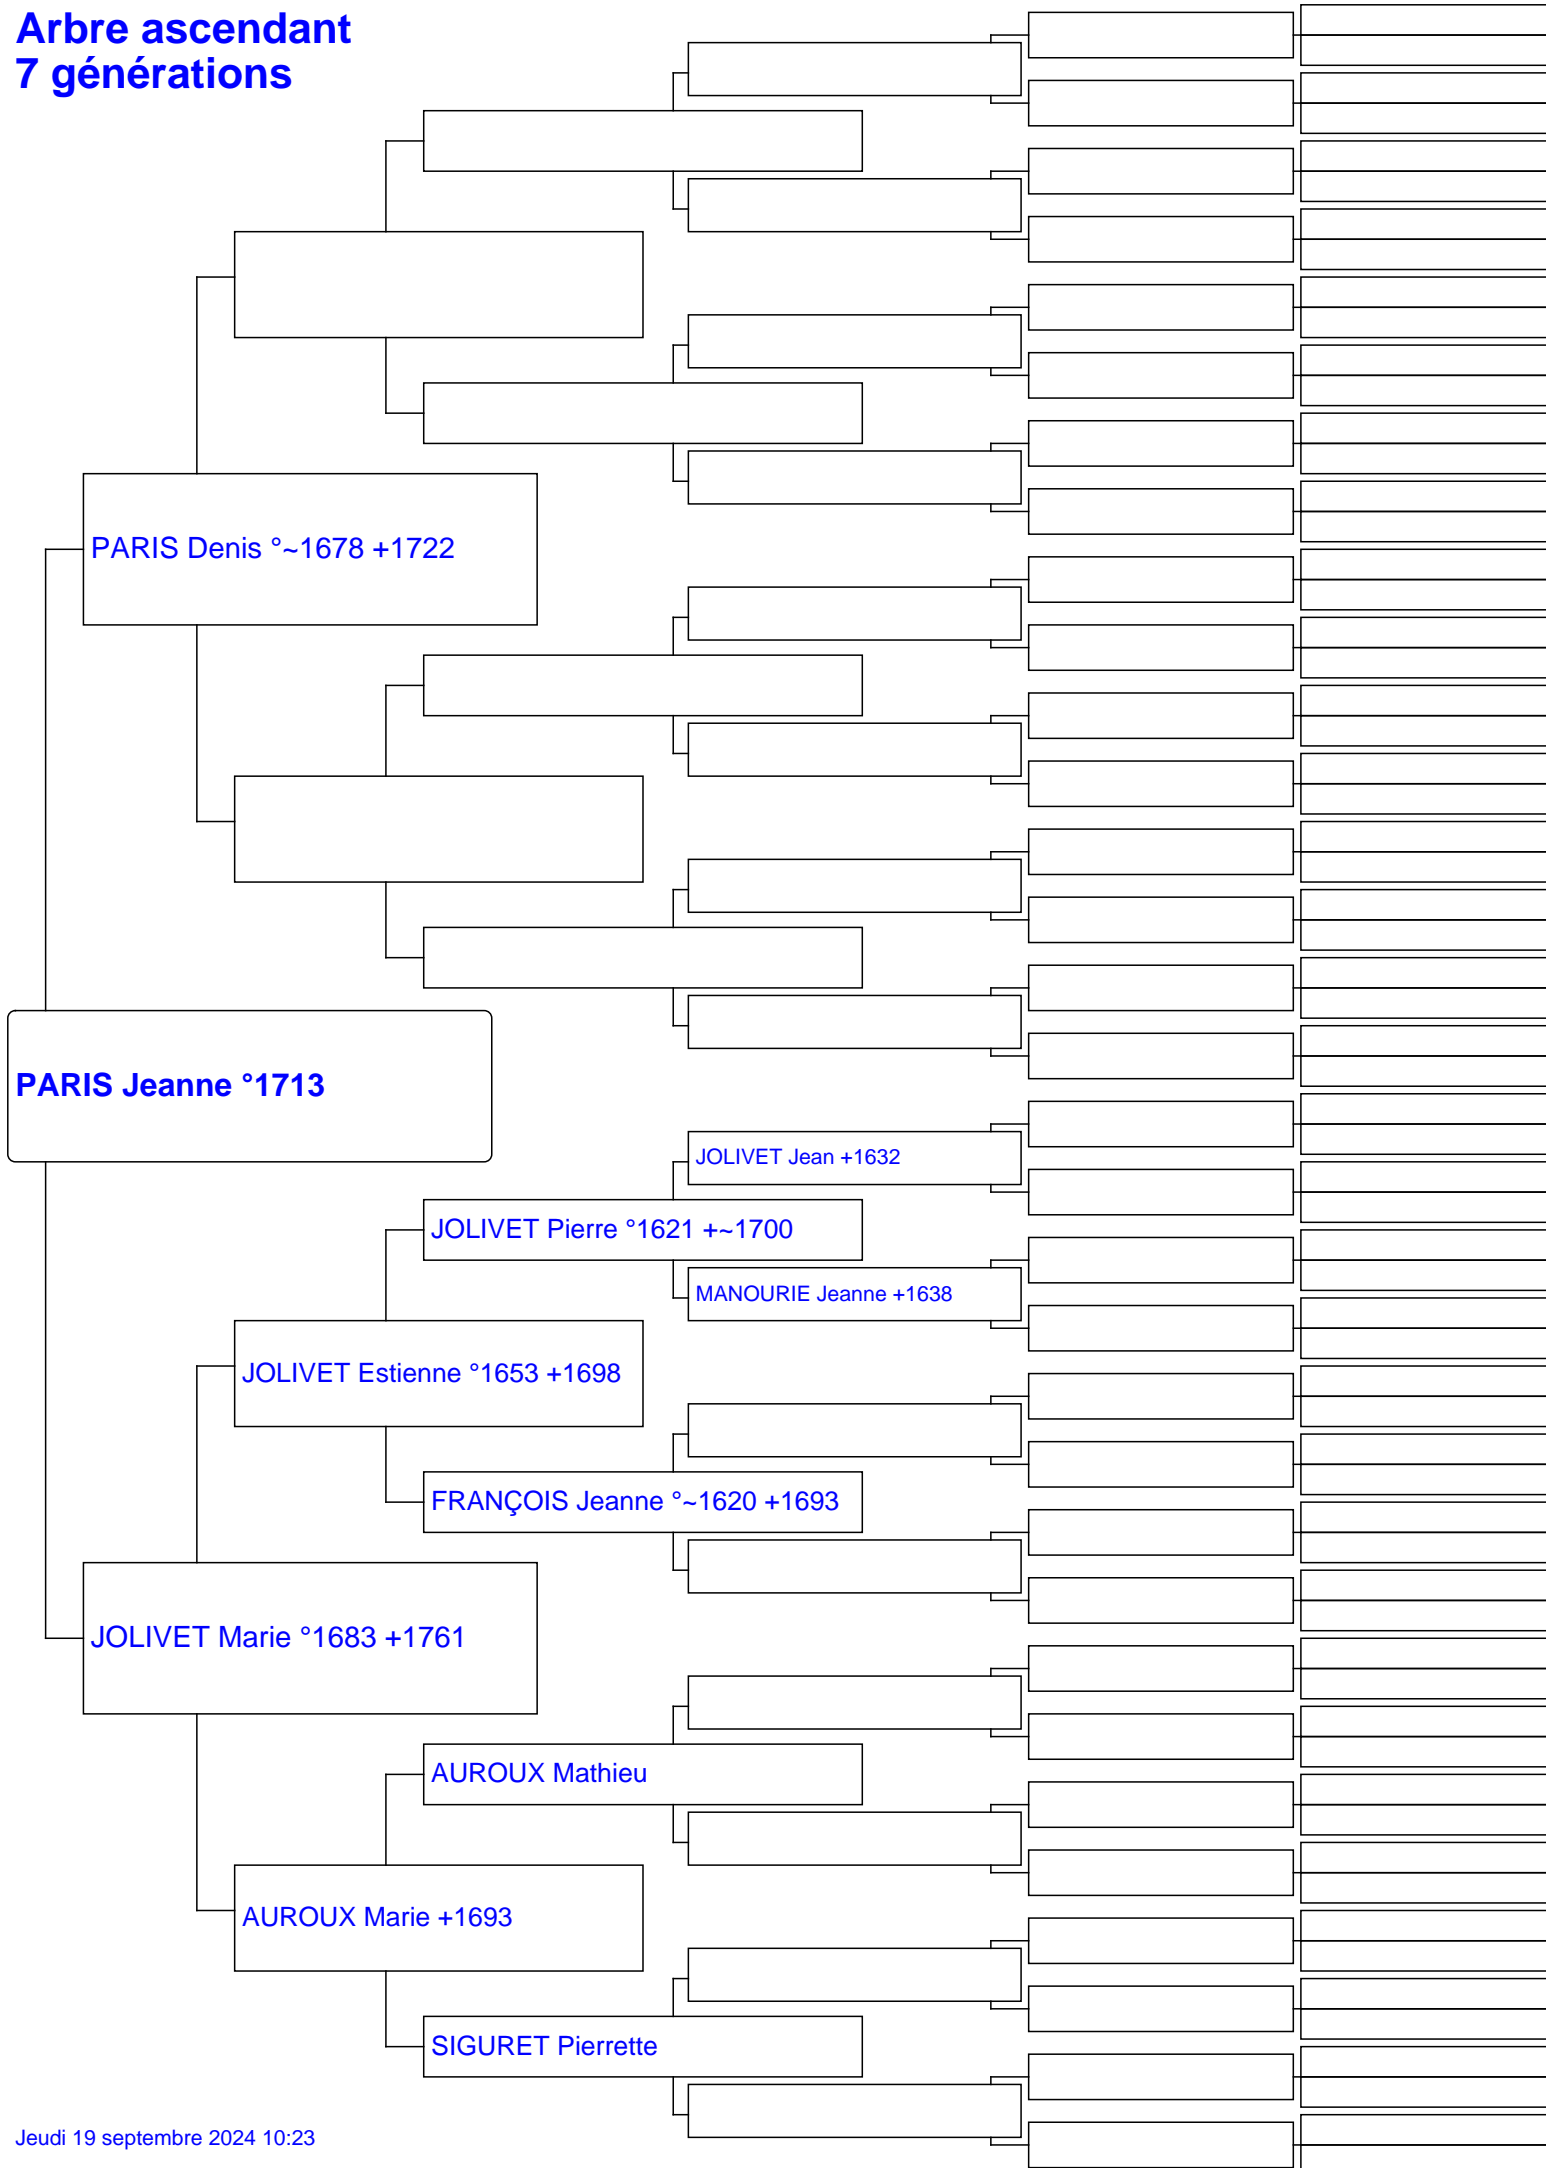 Arbre ascendant
7 générations
PARIS Denis °~1678 +1722
PARIS Jeanne °1713
JOLIVET Jean +1632
JOLIVET Pierre °1621 +~1700
MANOURIE Jeanne +1638
JOLIVET Estienne °1653 +1698
FRANÇOIS Jeanne °~1620 +1693
JOLIVET Marie °1683 +1761
AUROUX Mathieu
AUROUX Marie +1693
SIGURET Pierrette
Jeudi 19 septembre 2024 10:23